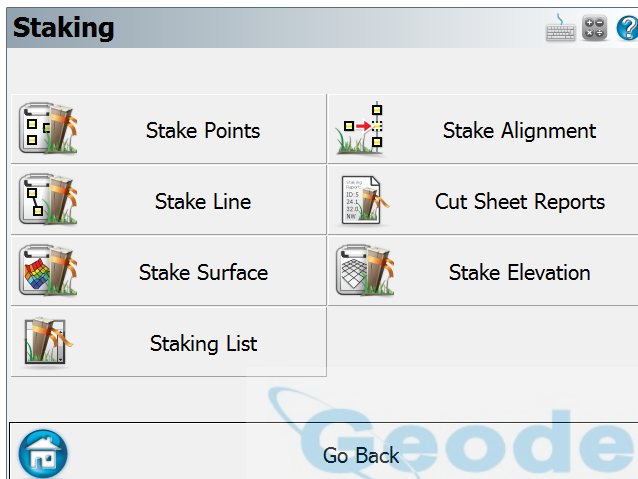 Staking
Stake Points
Stake Alignment
Stake Line
Cut Sheet Reports
Stake Surface
Stake Elevation
Staking List
Go Back
Geode